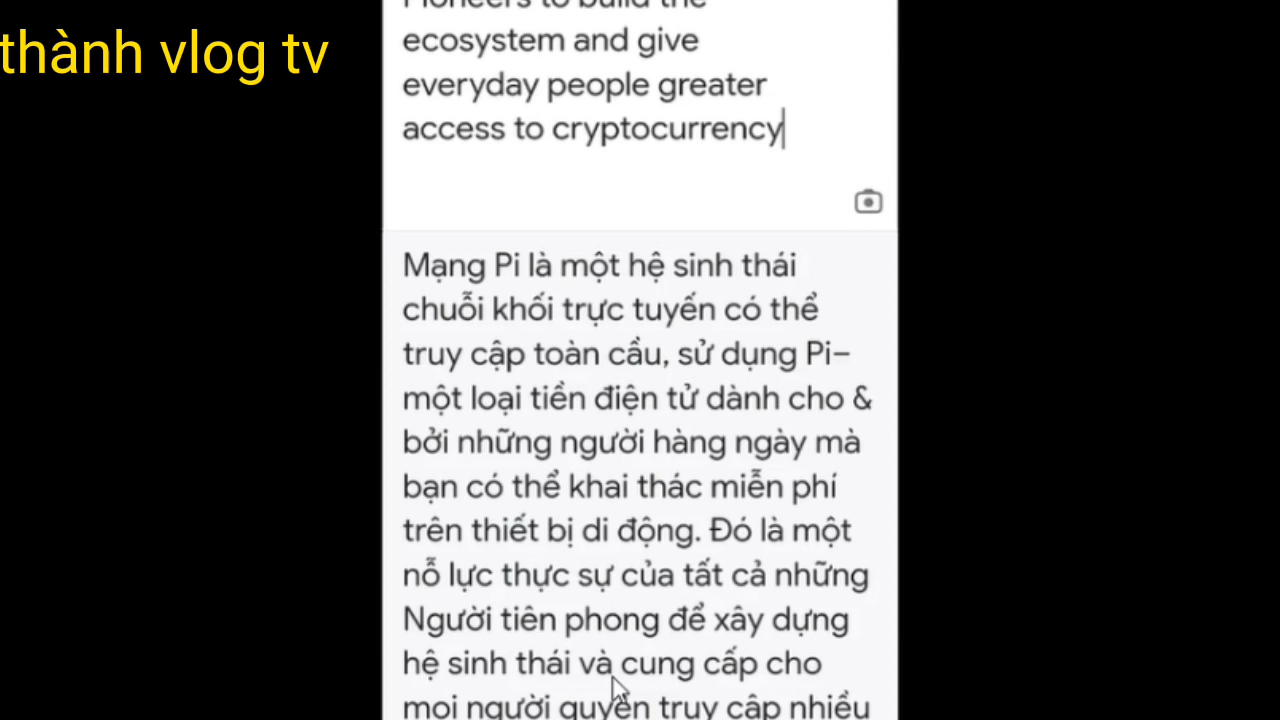 thành vlog tv
Pioneers to build the
ecosystem and give
everyday people greater
access to cryptocurrency
Mạng Pi là một hệ sinh thái
chuỗi khối trực tuyến có thể
truy cập toàn cầu, sử dụng Pi–
một loại tiền điện tử dành cho &
bởi những người hàng ngày mà
bạn có thể khai thác miễn phí
trên thiết bị di động. Đó là một
nỗ lực thực sự của tất cả những
Người tiên phong để xây dựng
hệ sinh thái và cung cấp cho
mọi người quyền truy cập nhiều